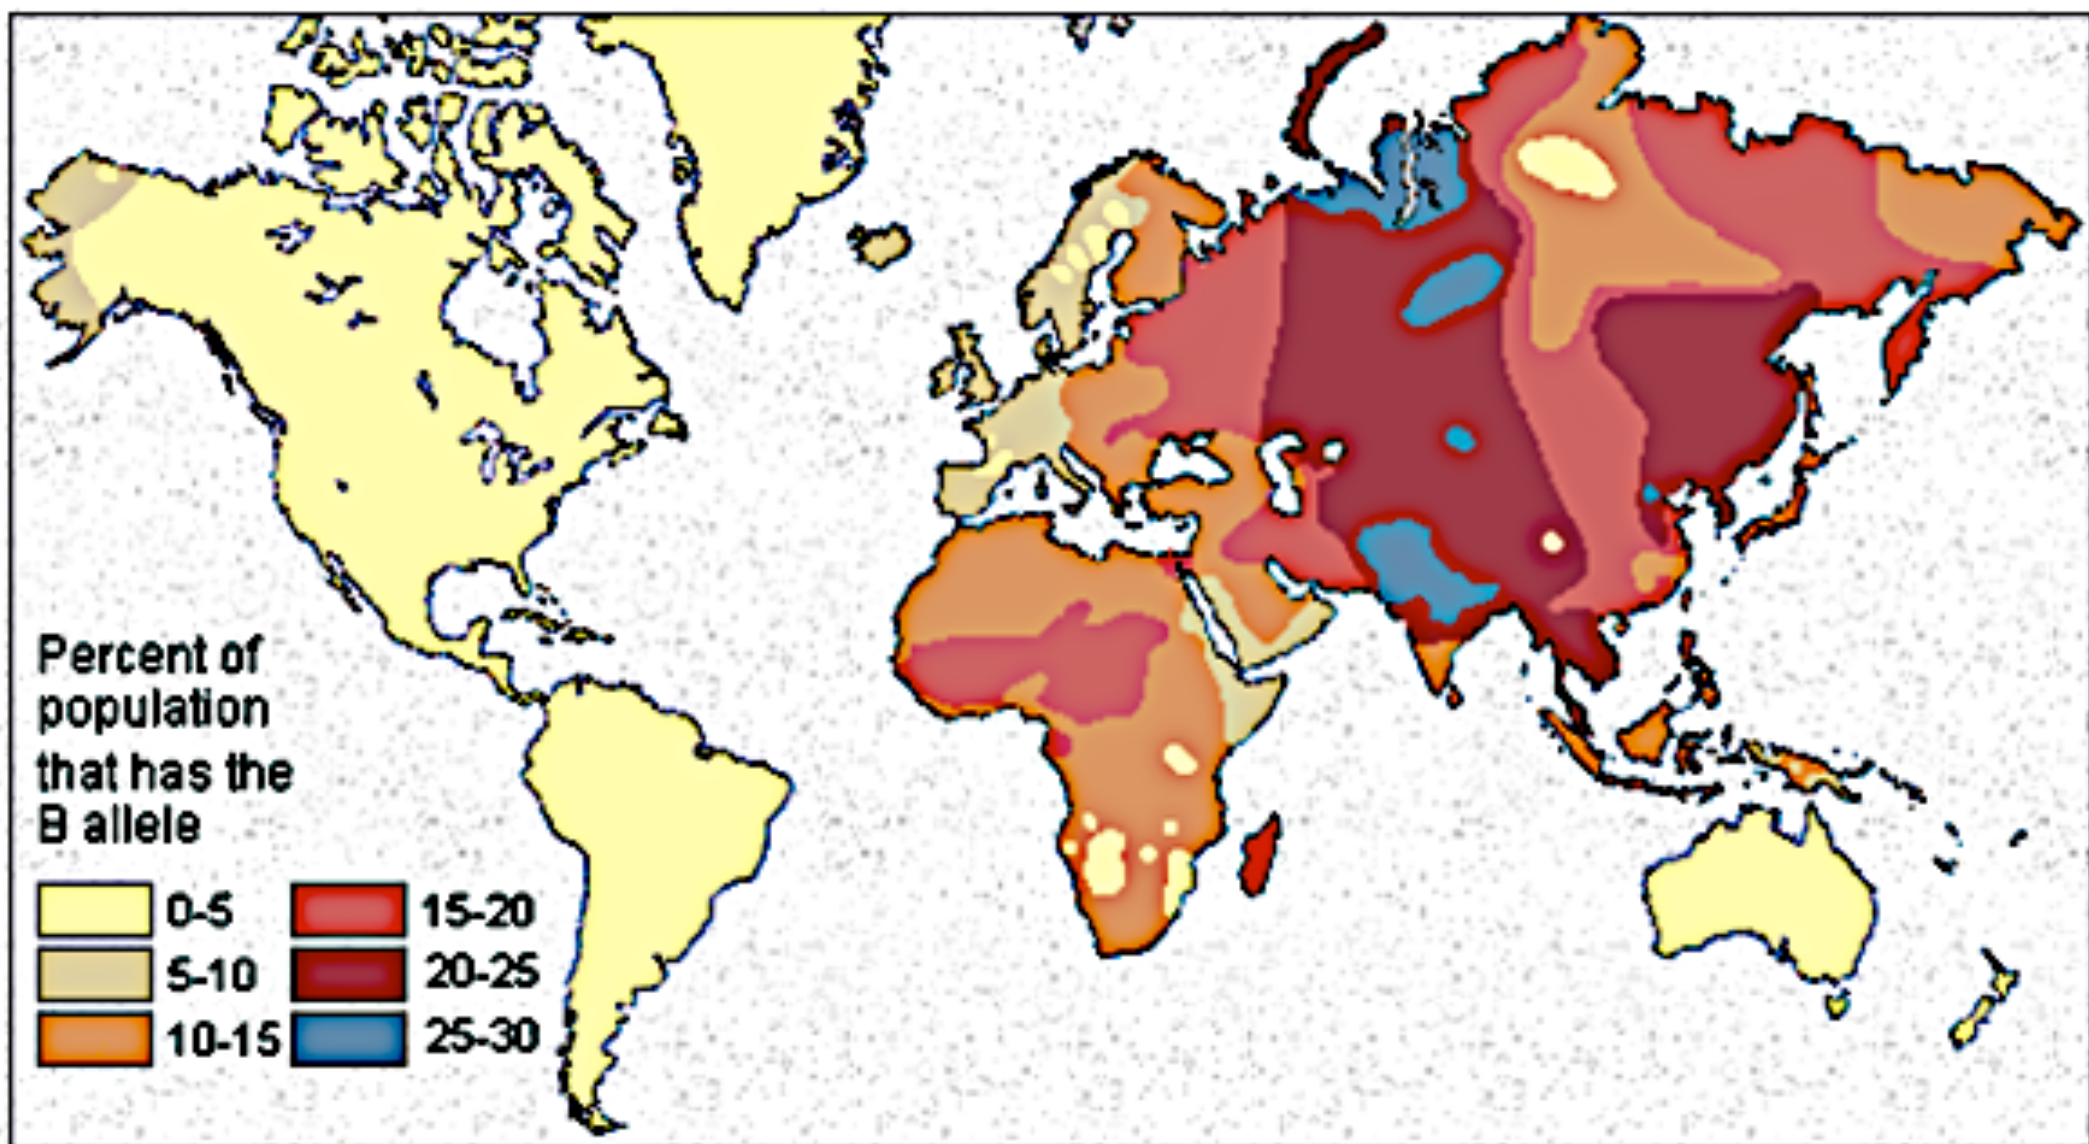 Percent of
population
that has the
B allele
0-5
15-20
5-10
20-25
10-15
25-30